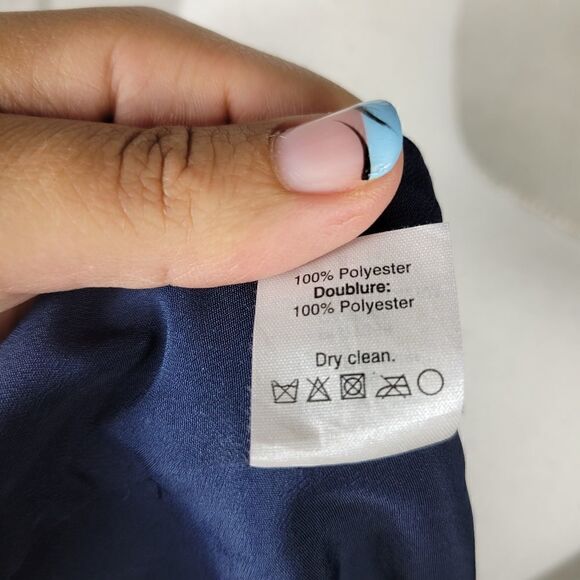 100% Polyester
Doublure:
100% Polyester
Dry clean.